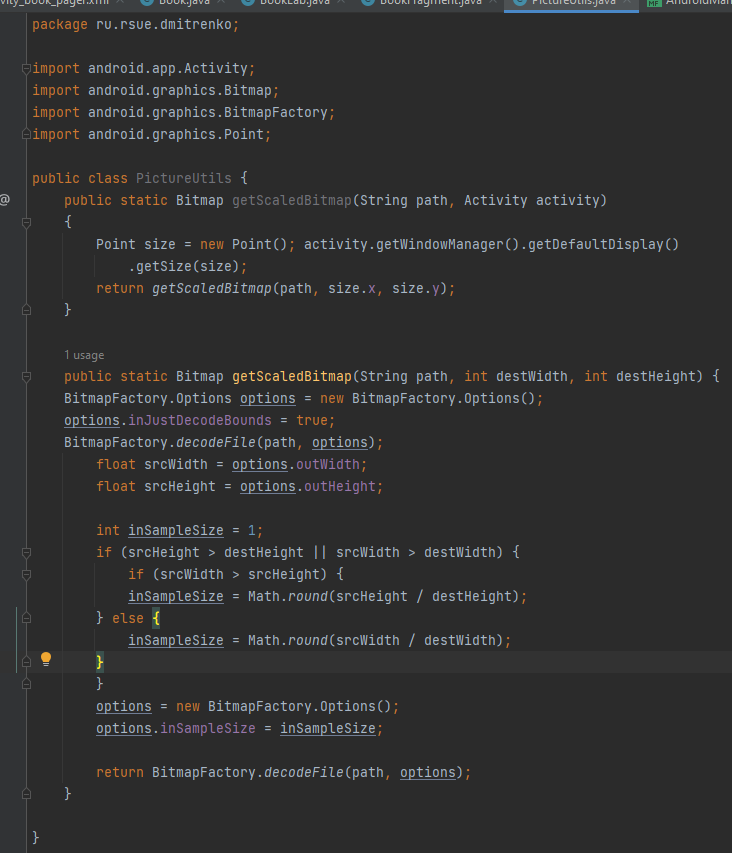 vity_book_pager.xml Book.java BookLab.java BookFragment.java PictureUtils.java AndroidMan
package ru.rsue.dmitrenko;
import android.app.Activity;
import android.graphics.Bitmap;
import android.graphics.BitmapFactory;
import android.graphics.Point;
public class PictureUtils {
@ public static Bitmap getScaledBitmap(String path, Activity activity)
{
Point size = new Point(); activity.getWindowManager().getDefaultDisplay()
.getSize(size);
return getScaledBitmap(path, size.x, size.y);
}
1 usage
public static Bitmap getScaledBitmap(String path, int destWidth, int destHeight) {
BitmapFactory.Options options = new BitmapFactory.Options();
options.inJustDecodeBounds = true;
BitmapFactory.decodeFile(path, options);
float srcWidth = options.outWidth;
float srcHeight = options.outHeight;
int inSampleSize = 1;
if (srcHeight > destHeight || srcWidth > destWidth) {
if (srcWidth > srcHeight) {
inSampleSize = Math.round(srcHeight / destHeight);
} else {
inSampleSize = Math.round(srcWidth / destWidth);
}
}
options = new BitmapFactory.Options();
options.inSampleSize = inSampleSize;
return BitmapFactory.decodeFile(path, options);
}
}